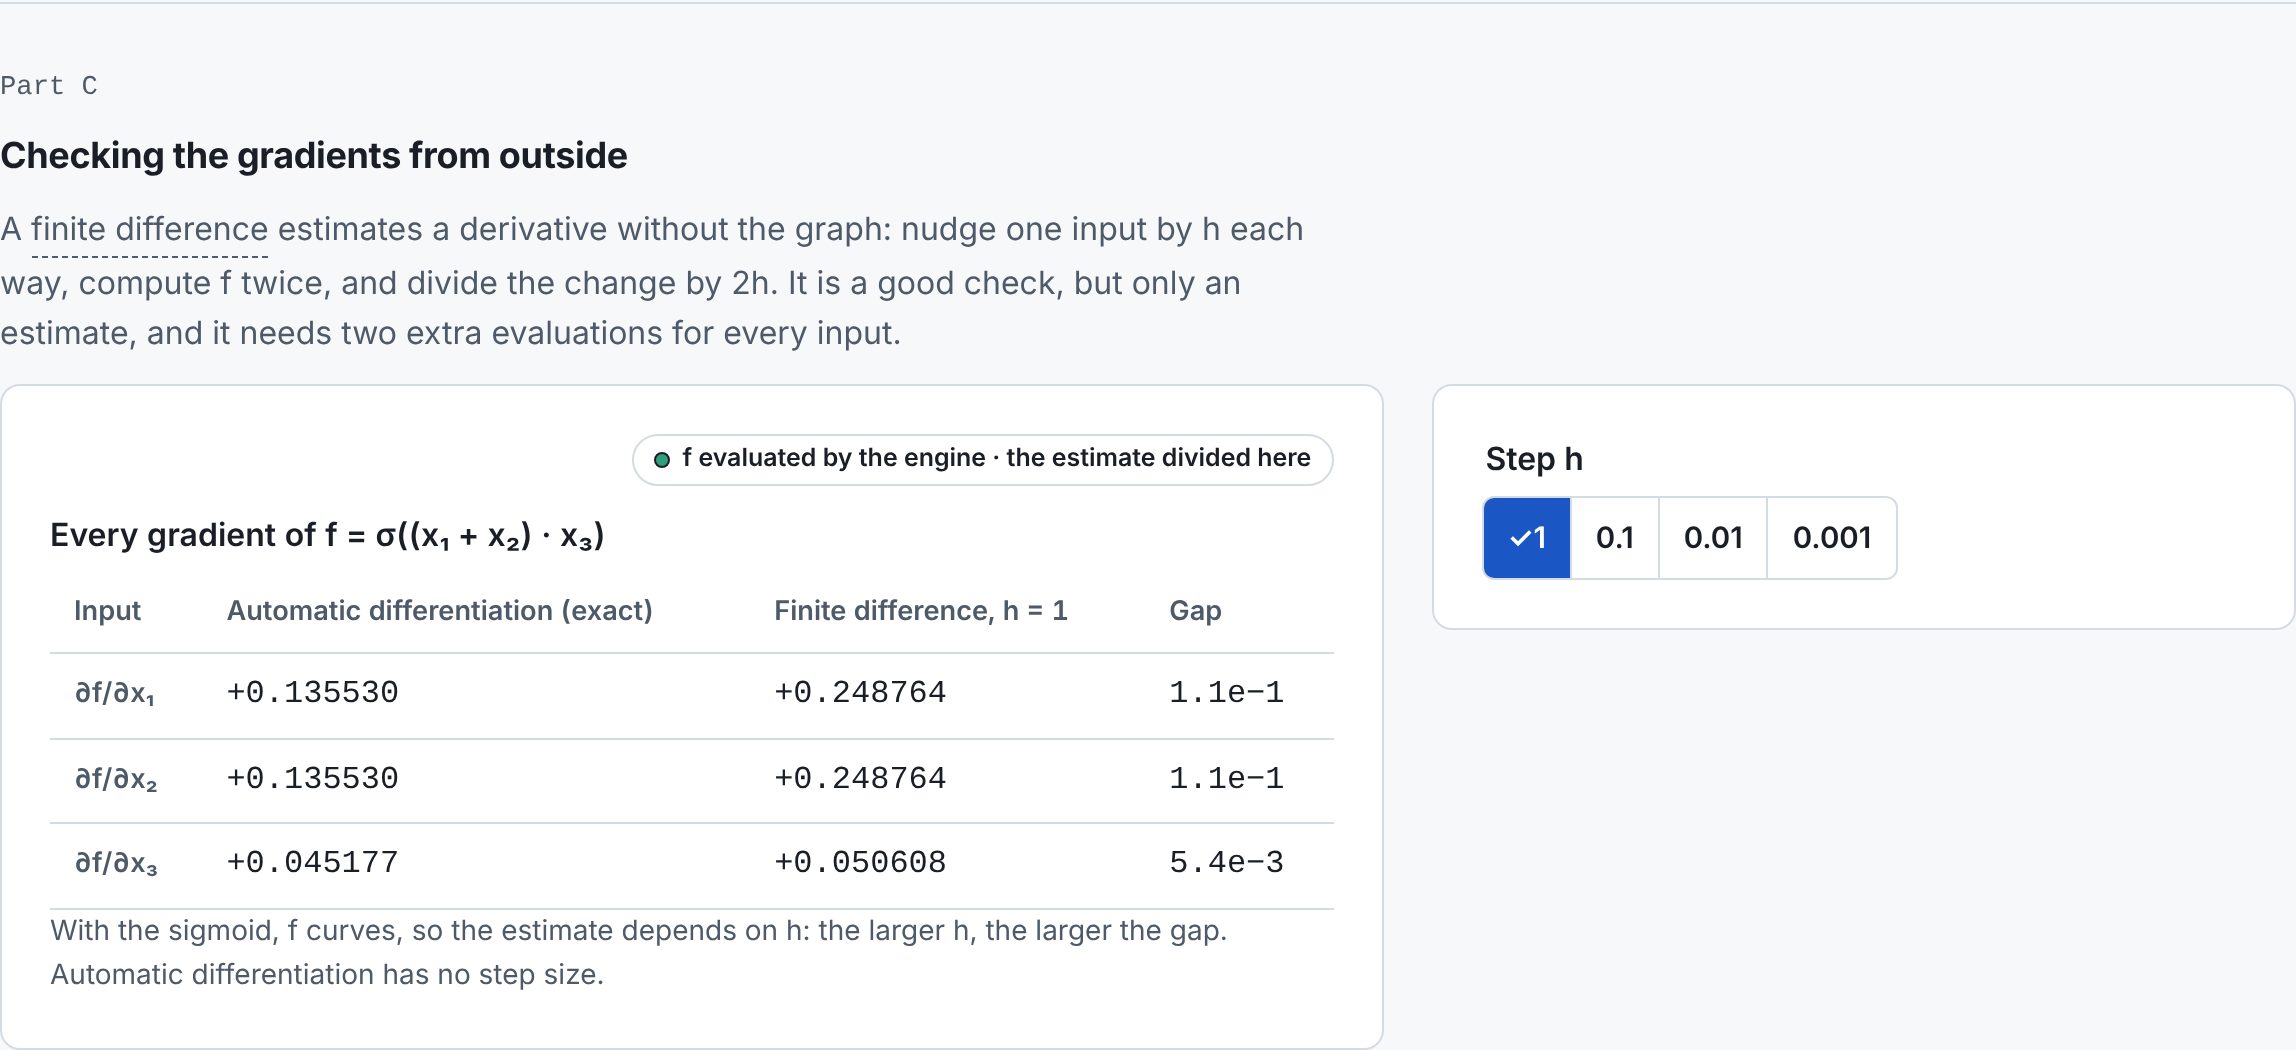 Part C
Checking the gradients from outside
A finite difference estimates a derivative without the graph: nudge one input by h each
way, compute f twice, and divide the change by 2h. It is a good check, but only an
estimate, and it needs two extra evaluations for every input.
f evaluated by the engine · the estimate divided here
Every gradient of f = σ((x₁ + x₂) · x₃)
Input Automatic differentiation (exact) Finite difference, h = 1 Gap
∂f/∂x₁ +0.135530 +0.248764 1.1e−1
∂f/∂x₂ +0.135530 +0.248764 1.1e−1
∂f/∂x₃ +0.045177 +0.050608 5.4e−3
With the sigmoid, f curves, so the estimate depends on h: the larger h, the larger the gap.
Automatic differentiation has no step size.
Step h
✓1 0.1 0.01 0.001